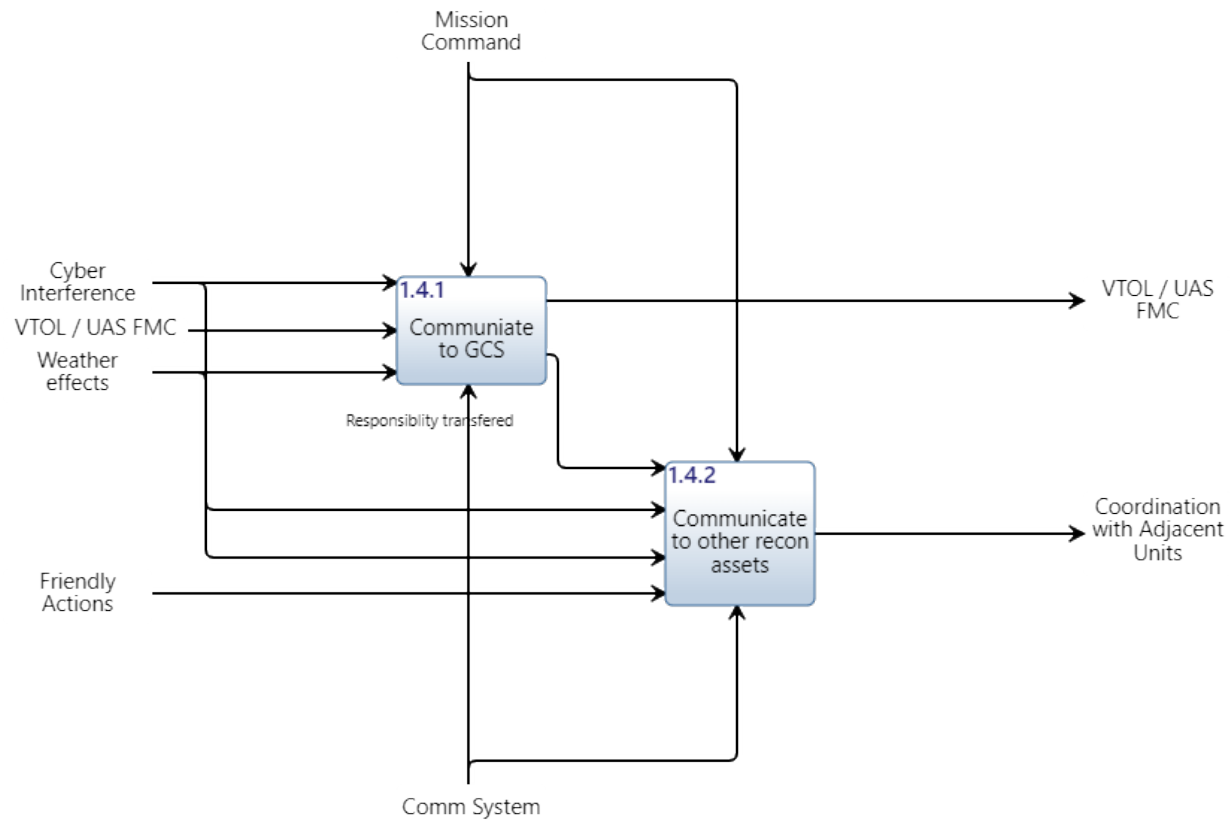 Mission
Command
Cyber
Interference
VTOL / UAS FMC
Weather
effects
1.4.1
Communiate
to GCS
VTOL / UAS
FMC
Responsiblity transfered
1.4.2
Communicate
to other recon
assets
Coordination
with Adjacent
Units
Friendly
Actions
Comm System